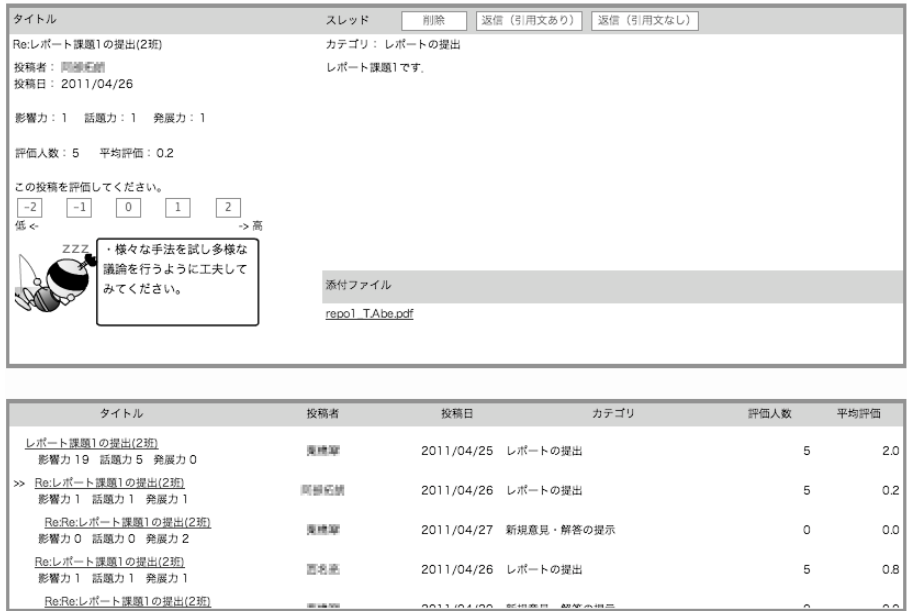 タイトル
スレッド 削除 返信（引用文あり） 返信（引用文なし）
Re:レポート課題1の提出(2班)
カテゴリ： レポートの提出
投稿者：
レポート課題1です.
投稿日： 2011/04/26
影響力：1 話題力：1 発展力：1
評価人数：5 平均評価：0.2
この投稿を評価してください。
-2 -1 0 1 2
低 <- -> 高
zzz
・様々な手法を試し多様な
議論を行うように工夫して
みてください。
添付ファイル
repo1_T.Abe.pdf
タイトル 投稿者 投稿日 カテゴリ 評価人数 平均評価
レポート課題1の提出(2班)
影響力 19 話題力 5 発展力 0
2011/04/25 レポートの提出 5 2.0
>> Re:レポート課題1の提出(2班)
影響力 1 話題力 1 発展力 1
2011/04/26 レポートの提出 5 0.2
Re:Re:レポート課題1の提出(2班)
影響力 0 話題力 0 発展力 2
2011/04/27 新規意見・解答の提示 0 0.0
Re:レポート課題1の提出(2班)
影響力 1 話題力 1 発展力 1
2011/04/26 レポートの提出 5 0.8
Re:Re:レポート課題1の提出(2班)